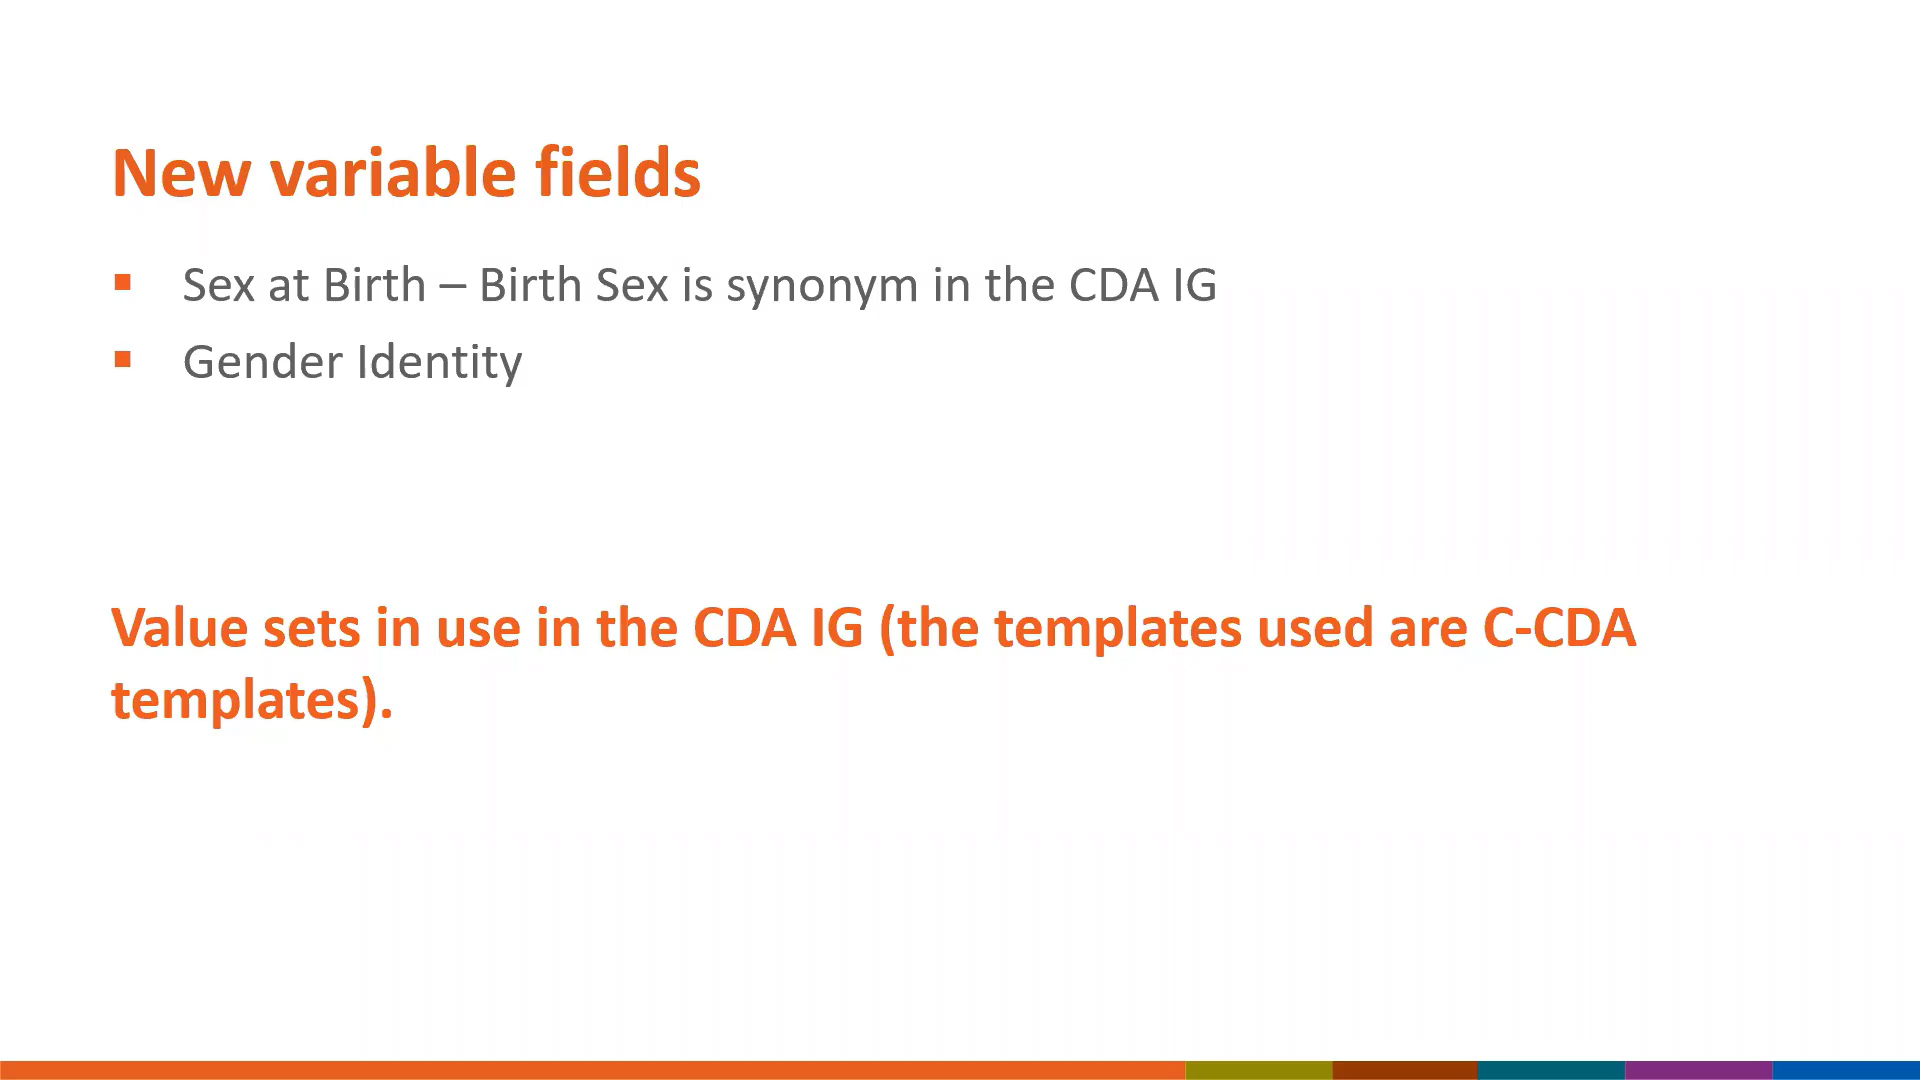 New variable fields
▪ Sex at Birth – Birth Sex is synonym in the CDA IG
▪ Gender Identity
Value sets in use in the CDA IG (the templates used are C-CDA
templates).